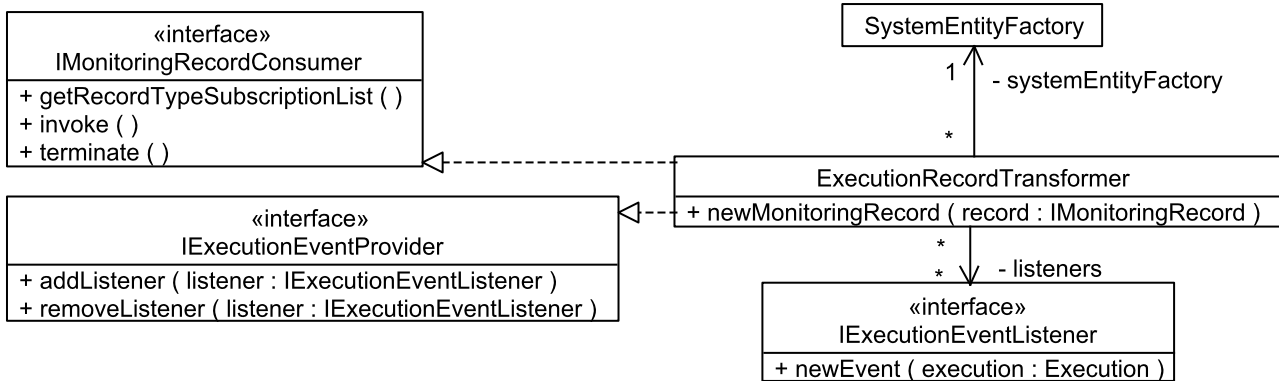 «interface»
IMonitoringRecordConsumer
+ getRecordTypeSubscriptionList ( )
+ invoke ( )
+ terminate ( )
«interface»
IExecutionEventProvider
+ addListener ( listener : IExecutionEventListener )
+ removeListener ( listener : IExecutionEventListener )
SystemEntityFactory
1
- systemEntityFactory
*
ExecutionRecordTransformer
+ newMonitoringRecord ( record : IMonitoringRecord )
*
*
- listeners
«interface»
IExecutionEventListener
+ newEvent ( execution : Execution )